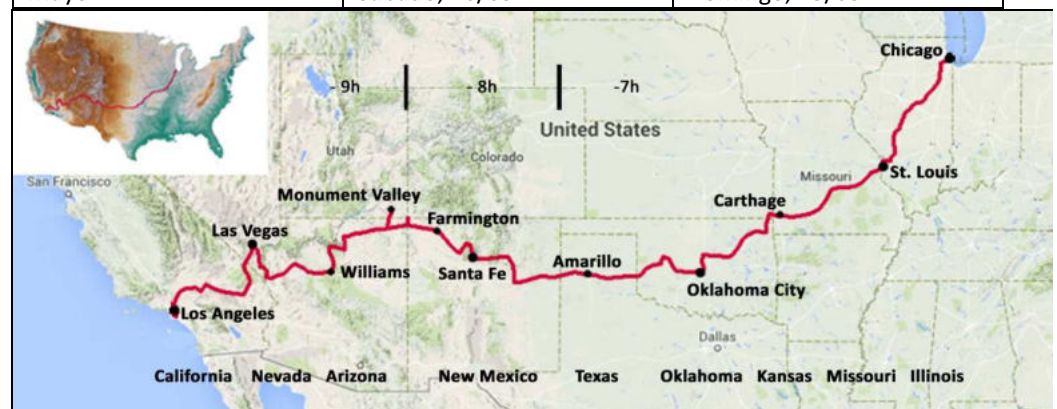 Chicago
- 9h
- 8h
-7h
United States
Utah
Colorado
Missouri
St. Louis
San Francisco
Monument Valley
Carthage
Farmington
Las Vegas
Amarillo
Williams
Santa Fe
Oklahoma City
Los Angeles
Dallas
California Nevada Arizona New Mexico Texas Oklahoma Kansas Missouri Illinois